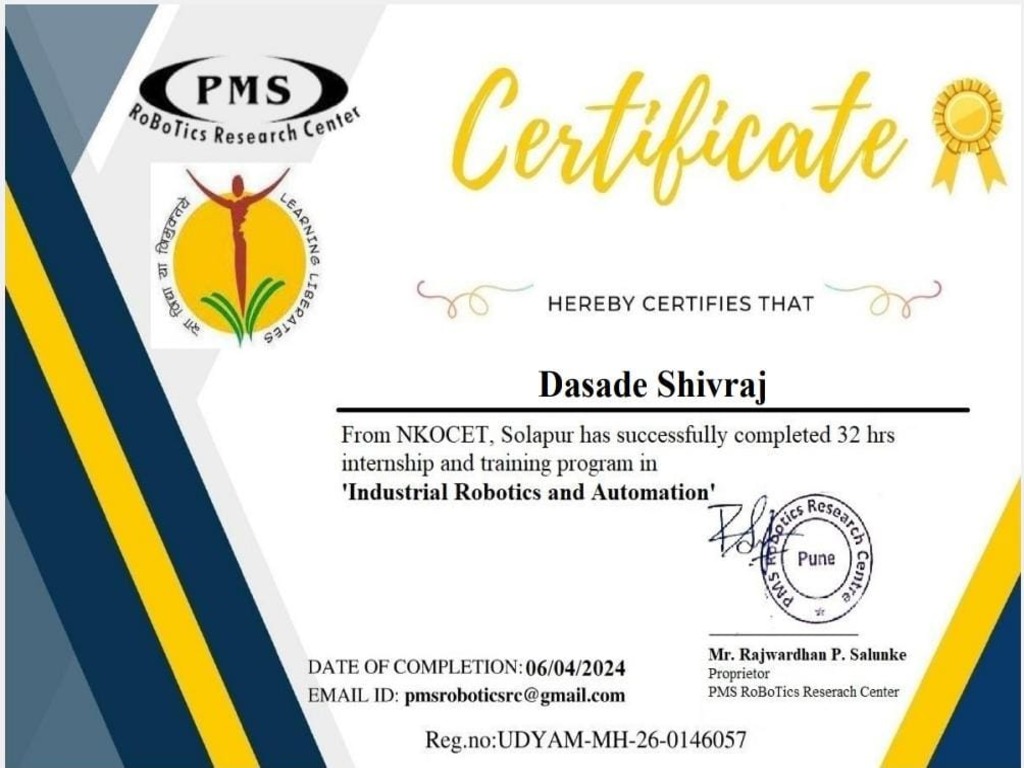 PMS
RoBoTics Research Center
Certificate
सा विद्या या विमुक्तये
LEARNING LIBERATES
HEREBY CERTIFIES THAT
Dasade Shivraj
From NKOCET, Solapur has successfully completed 32 hrs
internship and training program in
'Industrial Robotics and Automation'
PMS Robotics Research Centre
Pune
Mr. Rajwardhan P. Salunke
Proprietor
PMS RoBoTics Reserach Center
DATE OF COMPLETION: 06/04/2024
EMAIL ID: pmsroboticsrc@gmail.com
Reg.no:UDYAM-MH-26-0146057